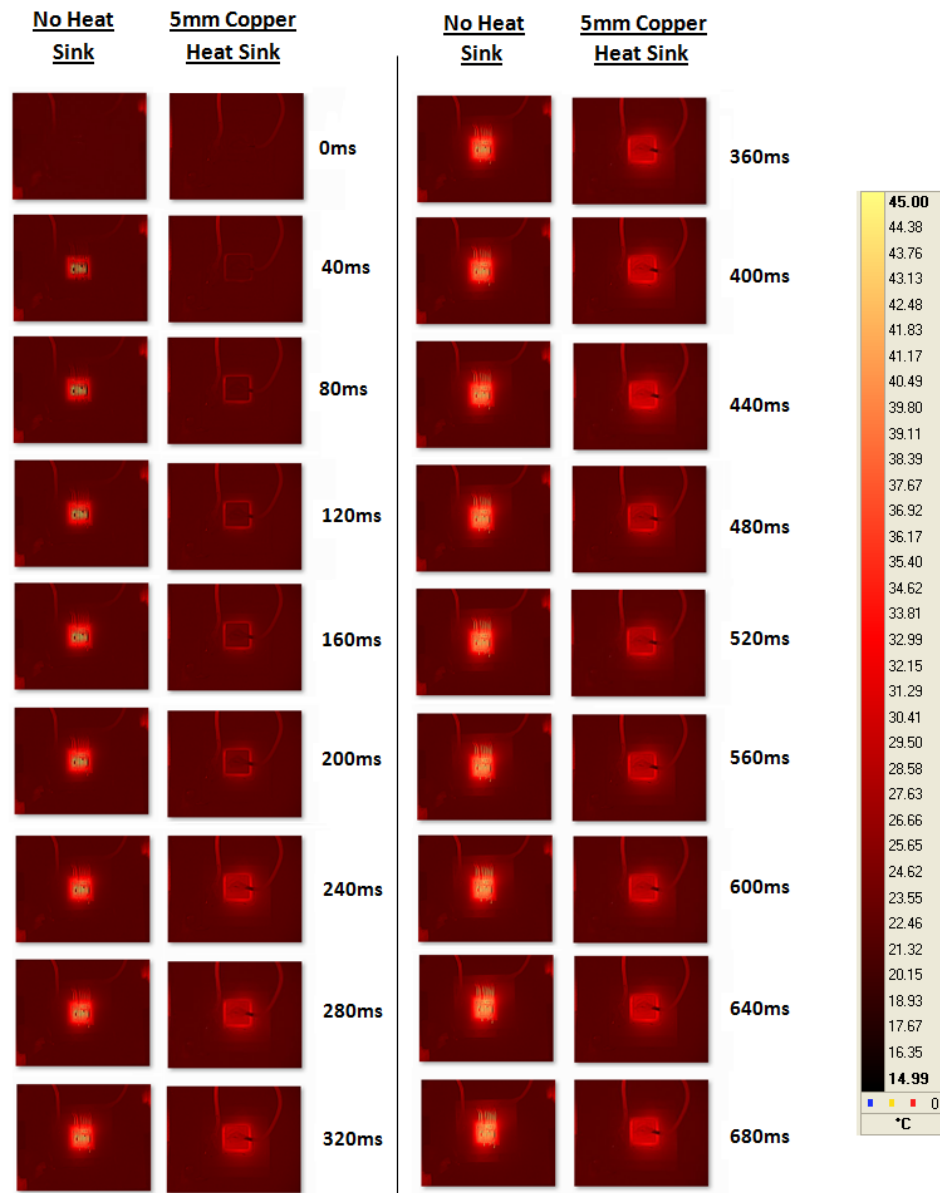 No Heat
Sink
5mm Copper
Heat Sink
0ms
40ms
80ms
120ms
160ms
200ms
240ms
280ms
320ms
No Heat
Sink
5mm Copper
Heat Sink
360ms
400ms
440ms
480ms
520ms
560ms
600ms
640ms
680ms
45.00
44.38
43.76
43.13
42.48
41.83
41.17
40.49
39.80
39.11
38.39
37.67
36.92
36.17
35.40
34.62
33.81
32.99
32.15
31.29
30.41
29.50
28.58
27.63
26.66
25.65
24.62
23.55
22.46
21.32
20.15
18.93
17.67
16.35
14.99
0
°C